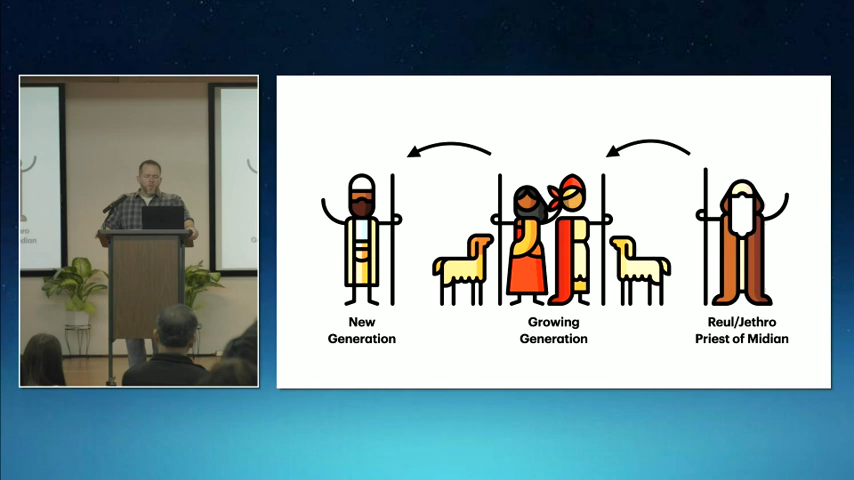 New
Generation
Growing
Generation
Reul/Jethro
Priest of Midian